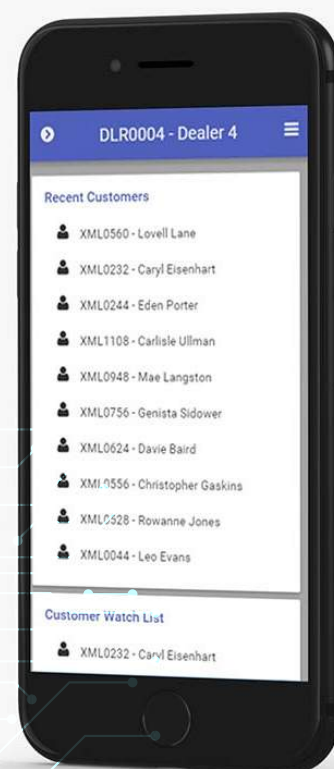 DLR0004 - Dealer 4
Recent Customers
XML0560 - Lovell Lane
XML0232 - Caryl Eisenhart
XML0244 - Eden Porter
XML1108 - Carlisle Ullman
XML0948 - Mae Langston
XML0756 - Genista Sidower
XML0624 - Davie Baird
XML0556 - Christopher Gaskins
XML0528 - Rowanne Jones
XML0044 - Leo Evans
Customer Watch List
XML0232 - Caryl Eisenhart